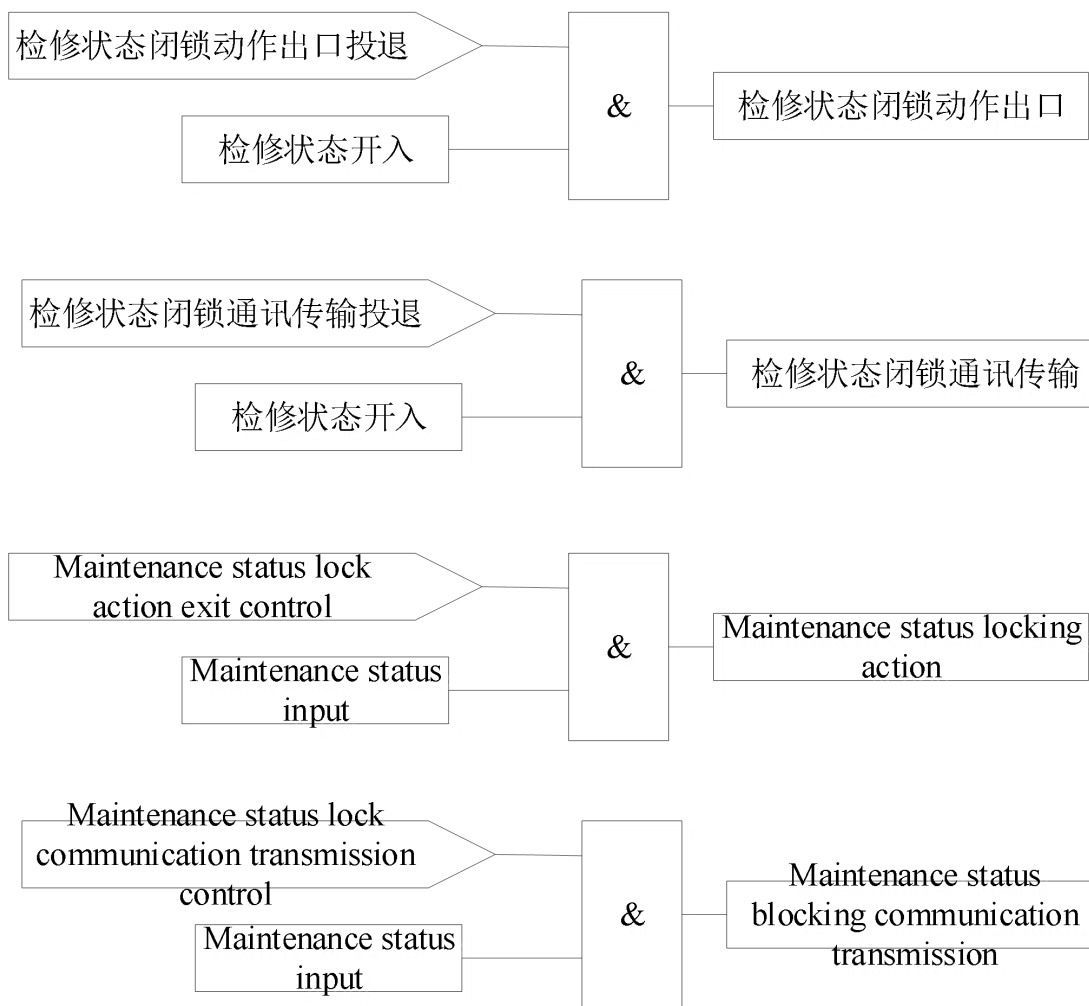 检修状态闭锁动作出口投退
&
检修状态闭锁动作出口
检修状态开入
检修状态闭锁通讯传输投退
&
检修状态闭锁通讯传输
检修状态开入
Maintenance status lock
action exit control
&
Maintenance status locking
action
Maintenance status
input
Maintenance status lock
communication transmission
control
&
Maintenance status
blocking communication
transmission
Maintenance status
input